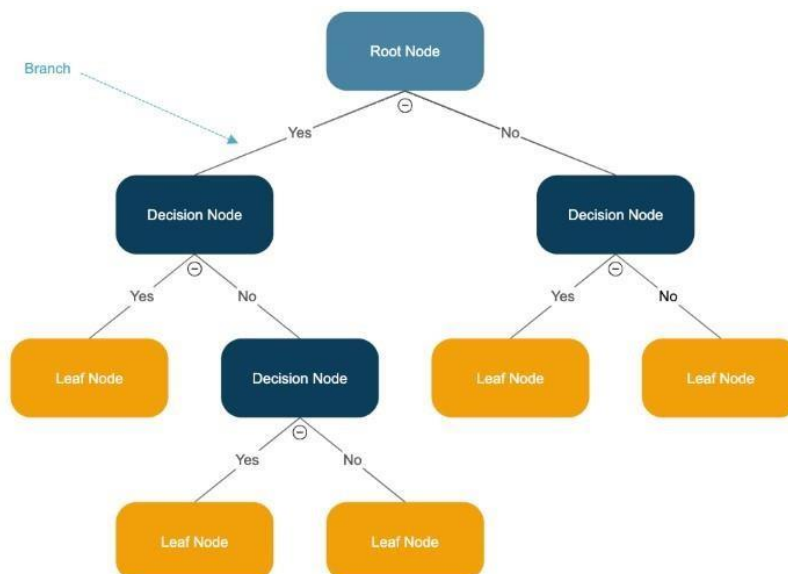 Root Node
Branch
Yes
No
Decision Node
Decision Node
Yes
No
Yes
No
Leaf Node
Decision Node
Leaf Node
Leaf Node
Yes
No
Leaf Node
Leaf Node